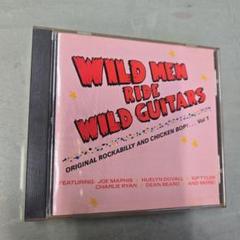 WILD MEN
RIDE
WILD GUITARS
ORIGINAL ROCKABILLY AND CHICKEN BOP! . . . Vol 1
FEATURING: JOE MAPHIS HUELYN DUVALL KIP TYLER
CHARLIE RYAN DEAN BEARD AND MORE!